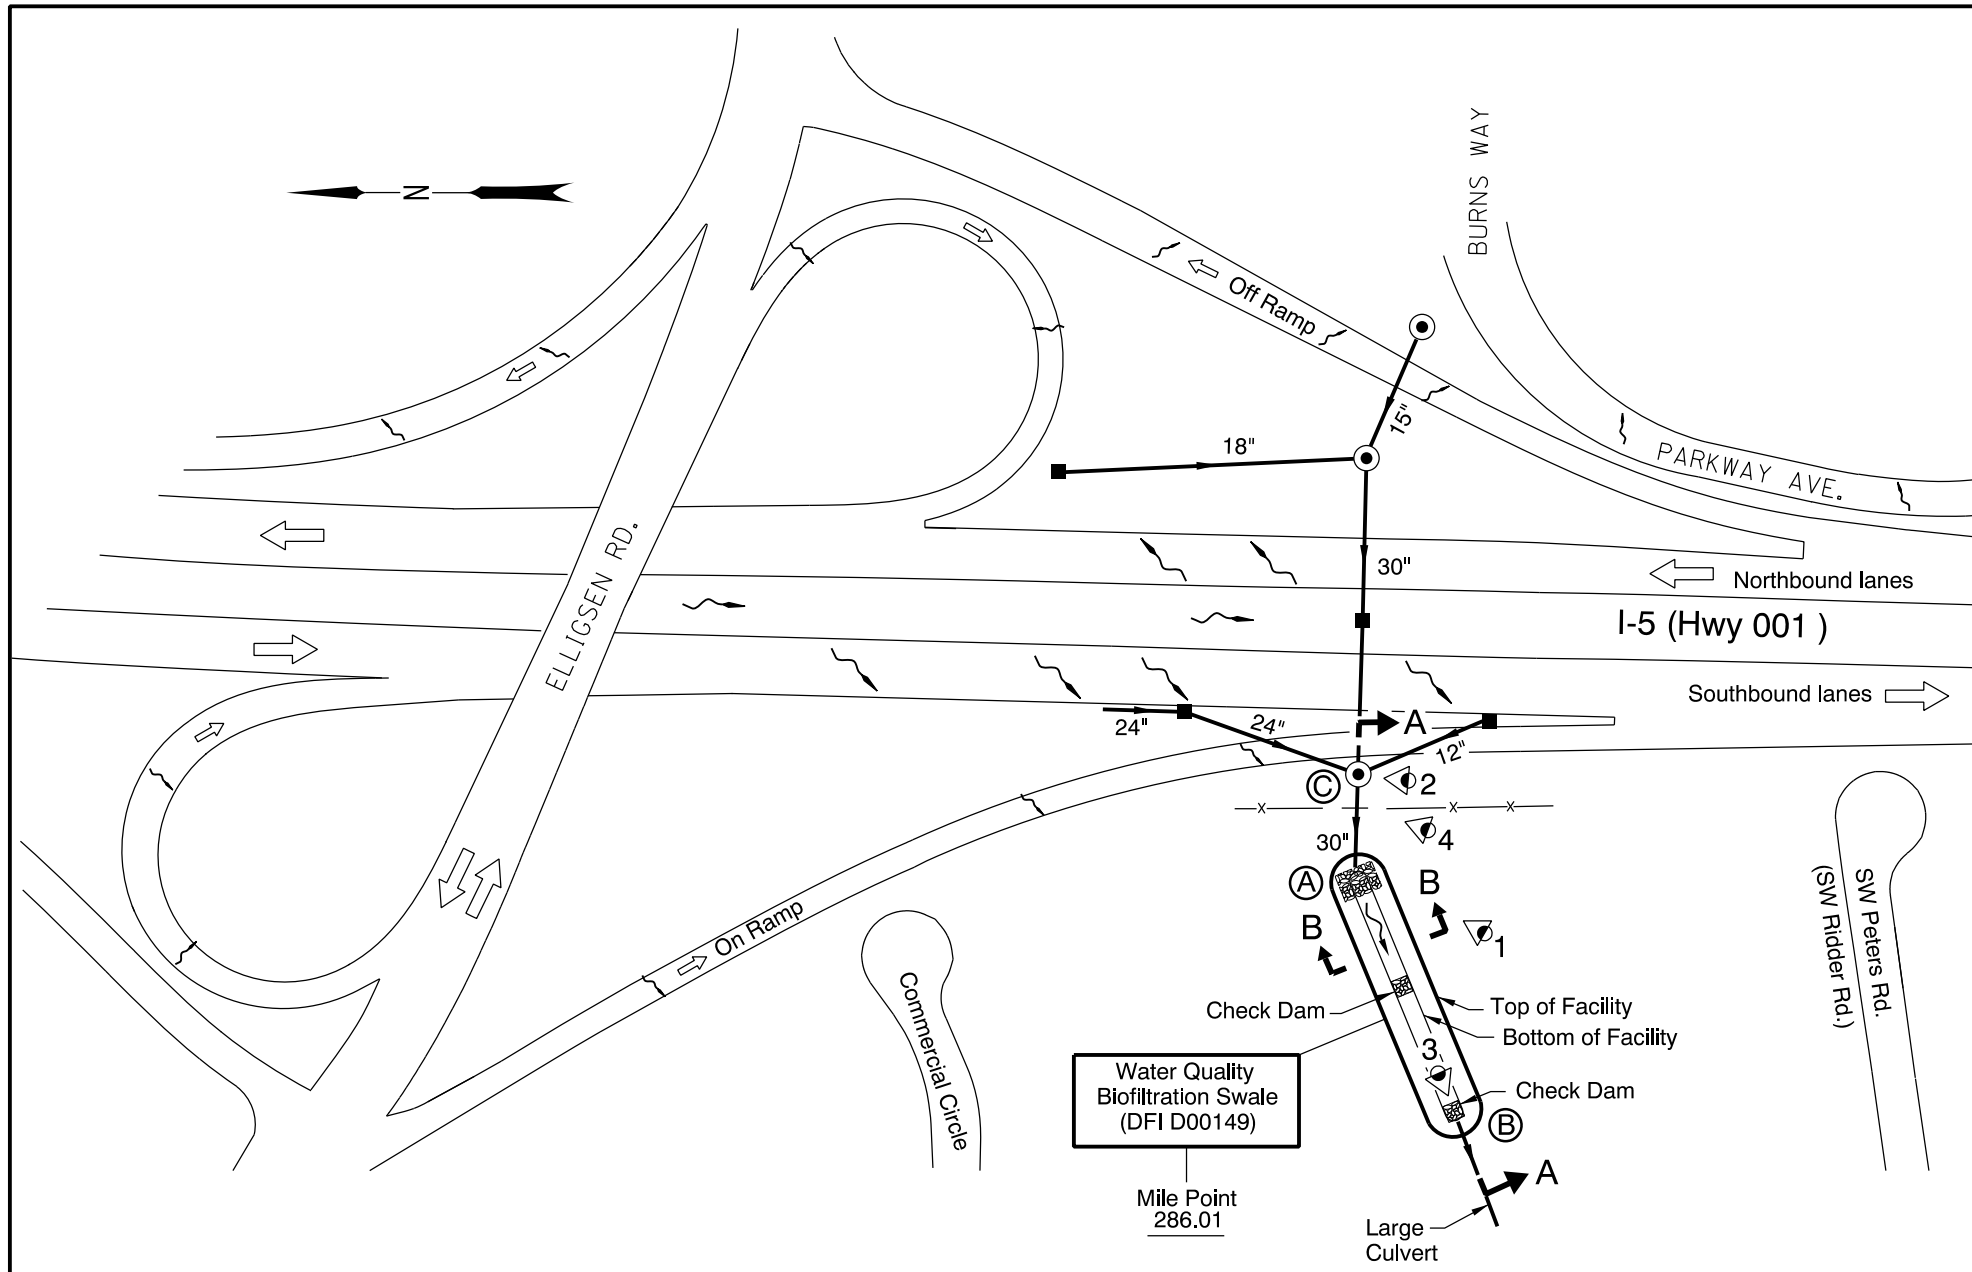 BURNS WAY
N
Off Ramp
15"
18"
PARKWAY AVE.
ELLIGSEN RD.
30"
Northbound lanes
I-5 (Hwy 001 )
Southbound lanes
24"
24"
A
12"
C
2
30"
4
A
B
B
1
SW Peters Rd.
(SW Ridder Rd.)
On Ramp
Commercial Circle
Check Dam
Top of Facility
Bottom of Facility
3
Water Quality
Biofiltration Swale
(DFI D00149)
Check Dam
B
A
Mile Point
286.01
Large
Culvert